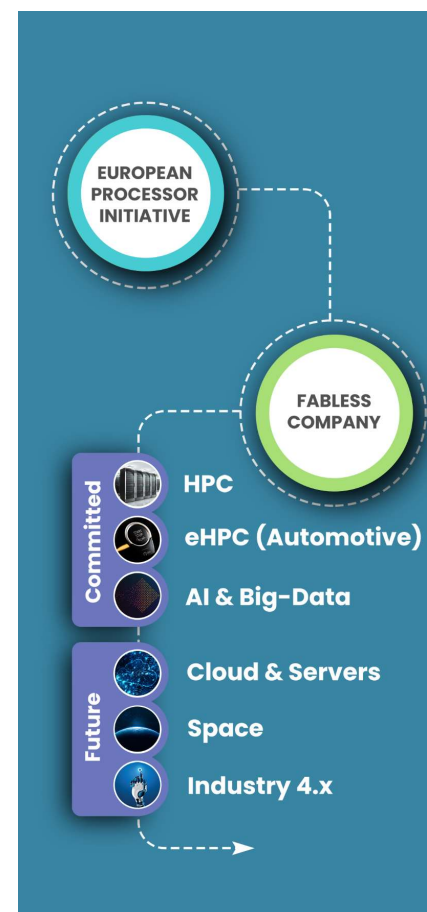 EUROPEAN
PROCESSOR
INITIATIVE
FABLESS
COMPANY
Committed
HPC
eHPC (Automotive)
AI & Big-Data
Future
Cloud & Servers
Space
Industry 4.x